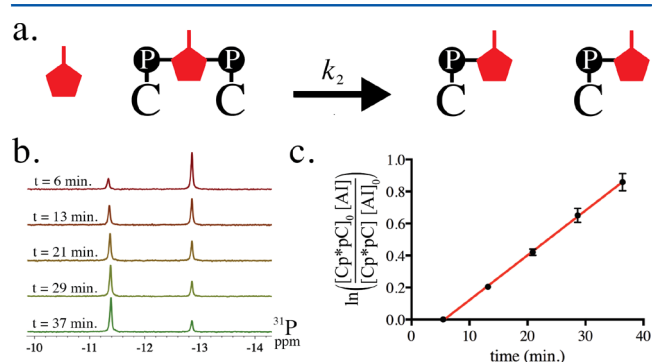 a.
P P
C C
k2
P P
C C
b.
t = 6 min.
t = 13 min.
t = 21 min.
t = 29 min.
t = 37 min.
-10 -11 -12 -13 -14
31P
ppm
c.
ln([Cp*pC]0 [AI] / [Cp*pC] [AI]0)
1.0
0.8
0.6
0.4
0.2
0.0
0 10 20 30 40
time (min.)